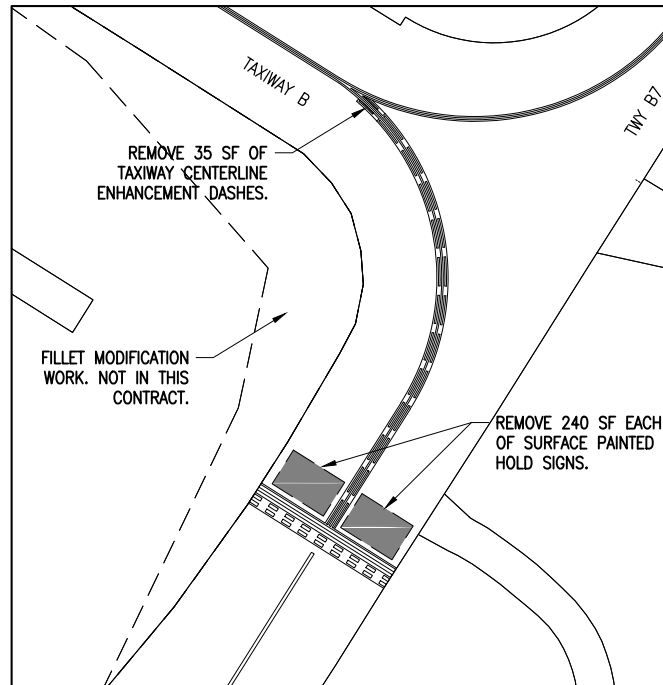 TAXIWAY B
TWY B7
REMOVE 35 SF OF
TAXIWAY CENTERLINE
ENHANCEMENT DASHES.
FILLET MODIFICATION
WORK. NOT IN THIS
CONTRACT.
REMOVE 240 SF EACH
OF SURFACE PAINTED
HOLD SIGNS.